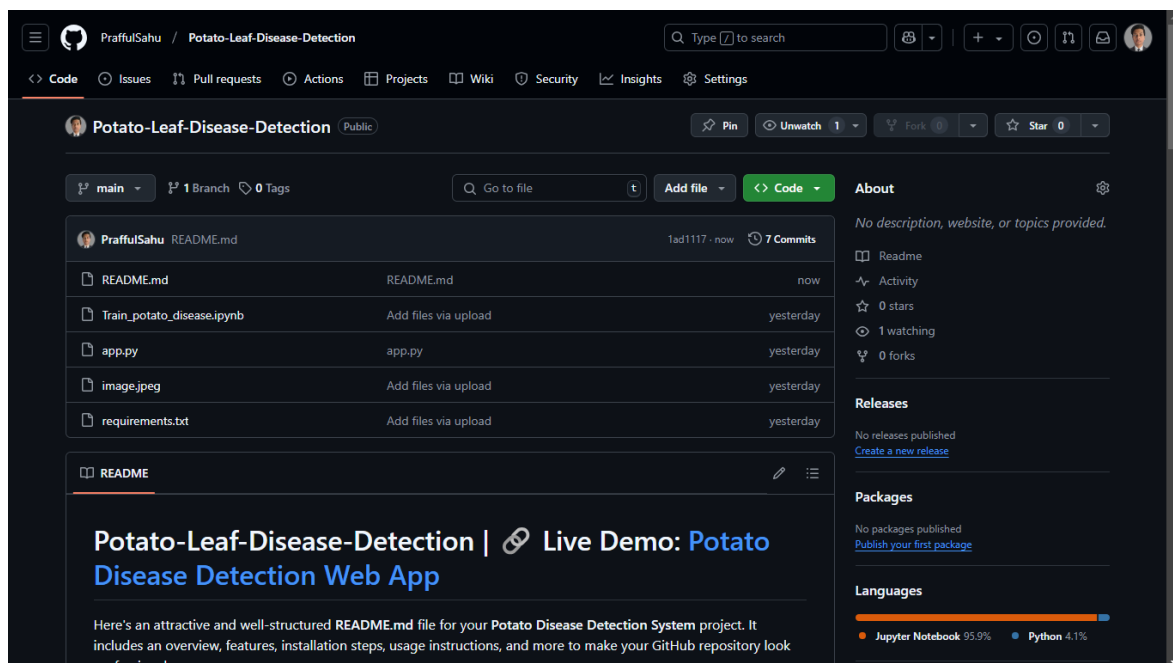 PraffulSahu / Potato-Leaf-Disease-Detection
Type / to search
Code Issues Pull requests Actions Projects Wiki Security Insights Settings
Potato-Leaf-Disease-Detection Public
Pin Unwatch 1 Fork 0 Star 0
main 1 Branch 0 Tags
Go to file t Add file Code
PraffulSahu README.md 1ad1117 · now 7 Commits
README.md README.md now
Train_potato_disease.ipynb Add files via upload yesterday
app.py app.py yesterday
image.jpeg Add files via upload yesterday
requirements.txt Add files via upload yesterday
README
Potato-Leaf-Disease-Detection | 🔗 Live Demo: Potato
Disease Detection Web App
Here's an attractive and well-structured README.md file for your Potato Disease Detection System project. It
includes an overview, features, installation steps, usage instructions, and more to make your GitHub repository look
About
No description, website, or topics provided.
Readme
Activity
0 stars
1 watching
0 forks
Releases
No releases published
Create a new release
Packages
No packages published
Publish your first package
Languages
Jupyter Notebook 95.9% Python 4.1%